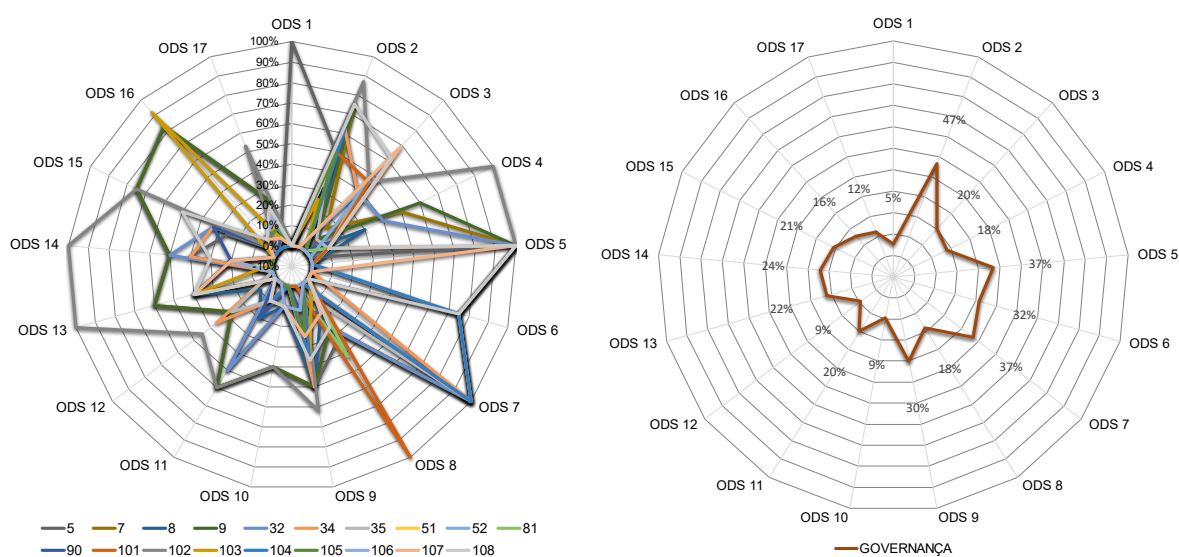 ODS 1
ODS 2
ODS 3
ODS 4
ODS 5
ODS 6
ODS 7
ODS 8
ODS 9
ODS 10
ODS 11
ODS 12
ODS 13
ODS 14
ODS 15
ODS 16
ODS 17
100%
90%
80%
70%
60%
50%
40%
30%
20%
10%
0%
-10%
5 7 8 9 32 34 35 51 52 81
90 101 102 103 104 105 106 107 108
ODS 1
ODS 2
ODS 3
ODS 4
ODS 5
ODS 6
ODS 7
ODS 8
ODS 9
ODS 10
ODS 11
ODS 12
ODS 13
ODS 14
ODS 15
ODS 16
ODS 17
5%
47%
20%
18%
37%
32%
37%
18%
30%
9%
20%
9%
22%
24%
21%
16%
12%
GOVERNANÇA